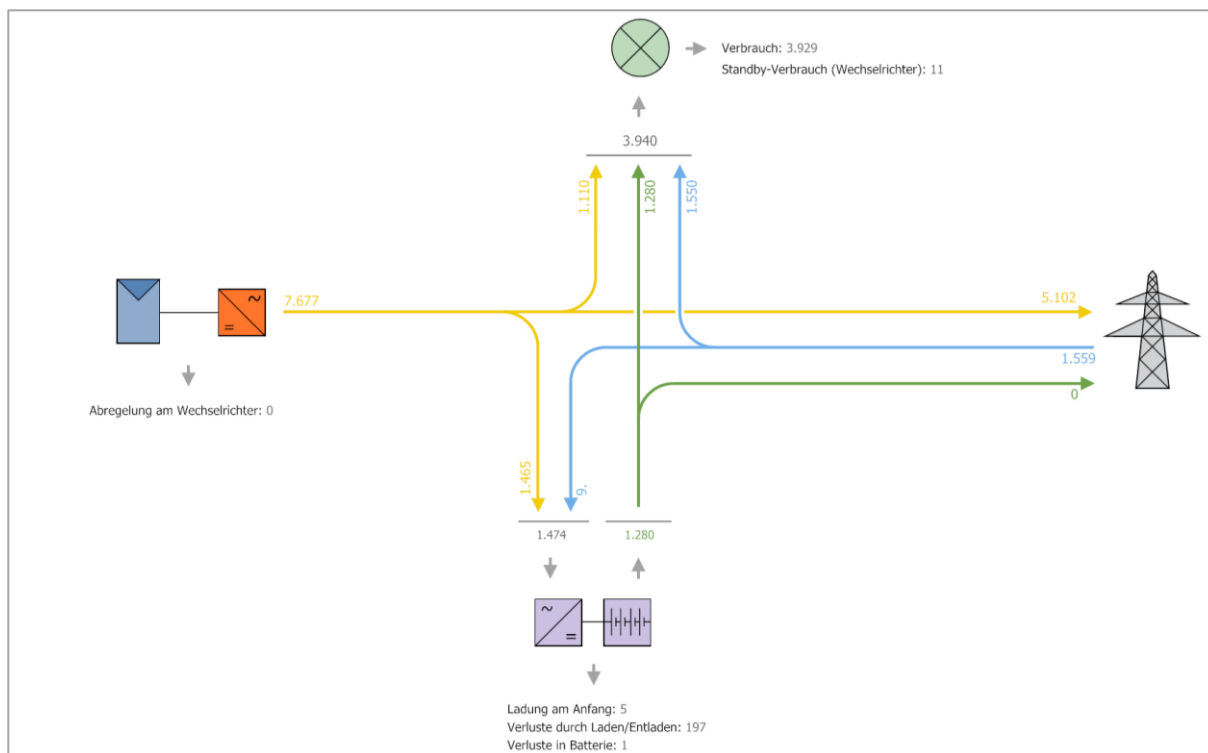 Verbrauch: 3.929
Standby-Verbrauch (Wechselrichter): 11
3.940
1.110
1.280
1.550
7.677
5.102
1.559
0
Abregelung am Wechselrichter: 0
1.465
9.
1.474
1.280
Ladung am Anfang: 5
Verluste durch Laden/Entladen: 197
Verluste in Batterie: 1